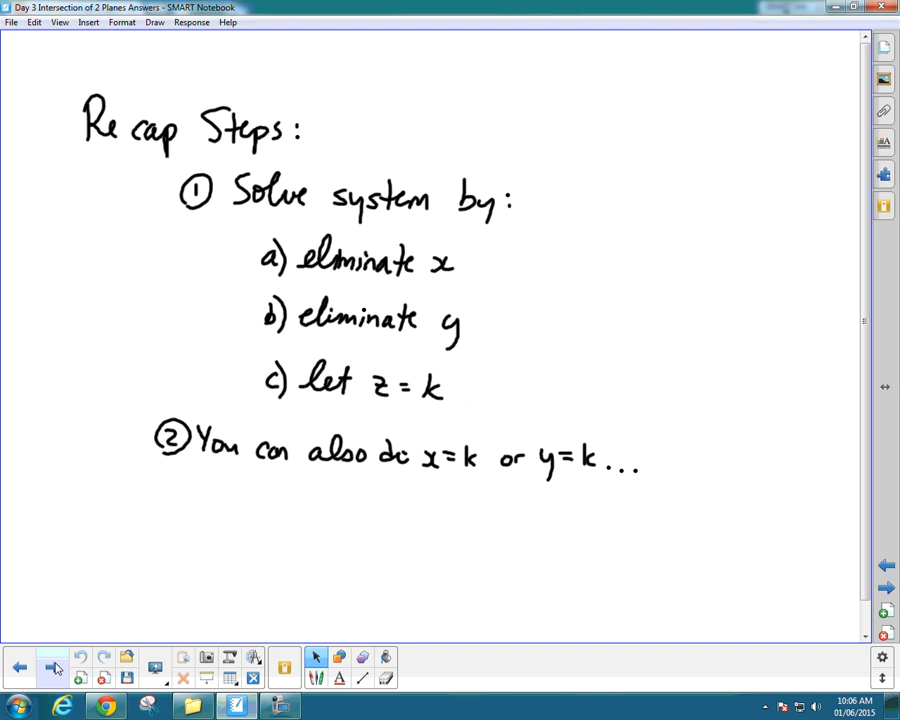 Day 3 Intersection of 2 Planes Answers - SMART Notebook
File Edit View Insert Format Draw Response Help
Recap Steps:
① Solve system by:
a) eliminate x
b) eliminate y
c) let z = k
② You can also do x = k or y = k ...
10:06 AM
01/06/2015